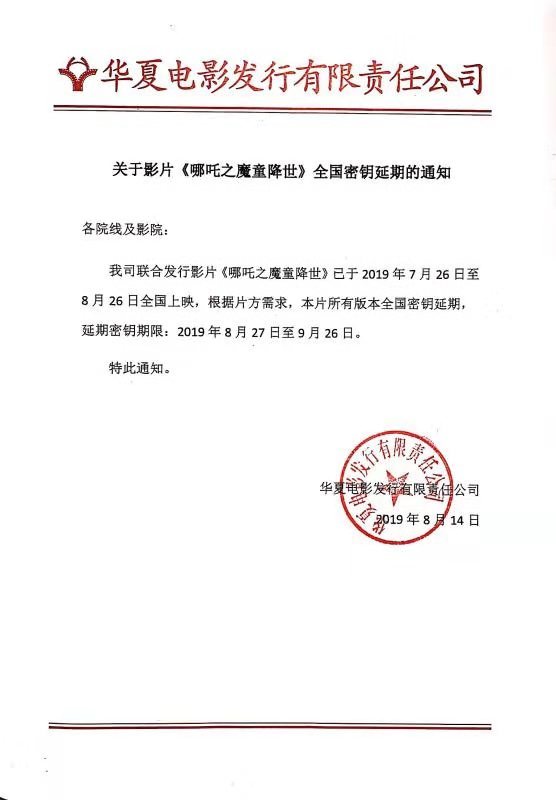 华夏电影发行有限责任公司
关于影片《哪吒之魔童降世》全国密钥延期的通知
各院线及影院：
我司联合发行影片《哪吒之魔童降世》已于 2019 年 7 月 26 日至
8 月 26 日全国上映，根据片方需求，本片所有版本全国密钥延期，
延期密钥期限：2019 年 8 月 27 日至 9 月 26 日。
特此通知。
华夏电影发行有限责任公司
华夏电影发行有限责任公司
2019 年 8 月 14 日